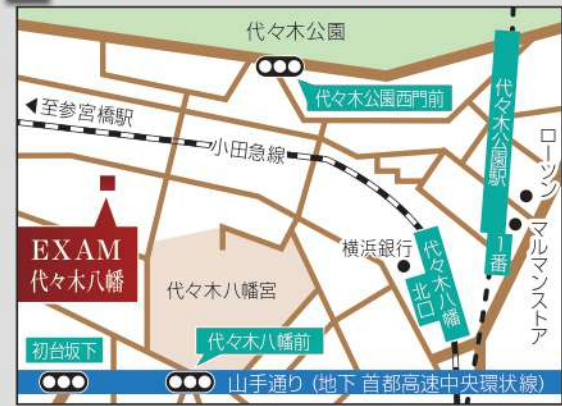 代々木公園
代々木公園西門前
◀至参宮橋駅
小田急線
代々木公園駅
1番
ローソン
マルマンストア
EXAM
代々木八幡
代々木八幡宮
横浜銀行
代々木八幡
北口
初台坂下
代々木八幡前
山手通り (地下 首都高速中央環状線)